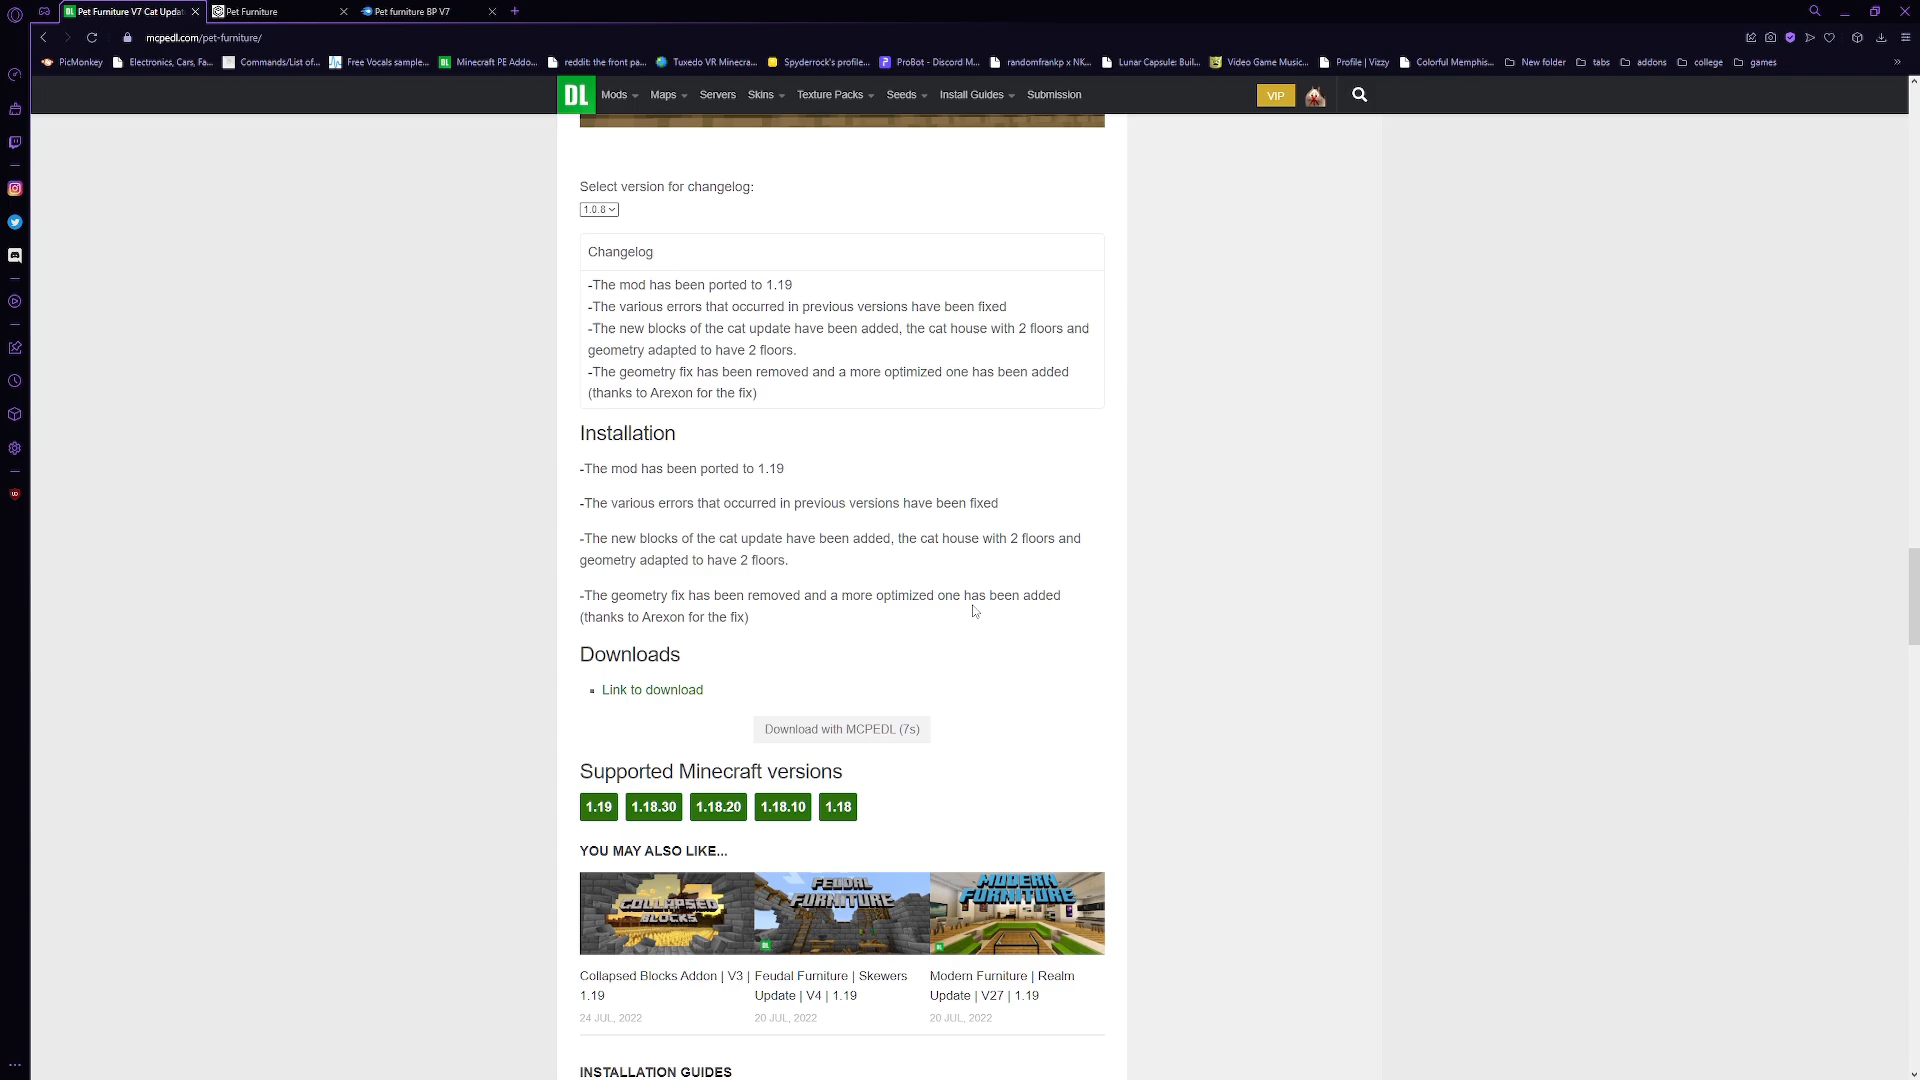 DL Pet Furniture V7 Cat Updat
Pet Furniture
Pet furniture BP V7
mcpedl.com/pet-furniture/
PicMonkey
Electronics, Cars, Fa...
Commands/List of...
Free Vocals sample...
DL Minecraft PE Addo...
reddit: the front pa...
Tuxedo VR Minecra...
Spyderrock's profile...
ProBot - Discord M...
randomfrankp x NK...
Lunar Capsule: Buil...
Video Game Music...
Profile | Vizzy
Colorful Memphis...
New folder
tabs
addons
college
games
DL Mods Maps Servers Skins Texture Packs Seeds Install Guides Submission VIP
Select version for changelog:
1.0.8
Changelog
-The mod has been ported to 1.19
-The various errors that occurred in previous versions have been fixed
-The new blocks of the cat update have been added, the cat house with 2 floors and
geometry adapted to have 2 floors.
-The geometry fix has been removed and a more optimized one has been added
(thanks to Arexon for the fix)
Installation
-The mod has been ported to 1.19
-The various errors that occurred in previous versions have been fixed
-The new blocks of the cat update have been added, the cat house with 2 floors and
geometry adapted to have 2 floors.
-The geometry fix has been removed and a more optimized one has been added
(thanks to Arexon for the fix)
Downloads
Link to download
Download with MCPEDL (7s)
Supported Minecraft versions
1.19 1.18.30 1.18.20 1.18.10 1.18
YOU MAY ALSO LIKE...
COLLAPSED
BLOCKS
FEUDAL
FURNITURE
MODERN
FURNITURE
Collapsed Blocks Addon | V3 |
1.19
24 JUL, 2022
Feudal Furniture | Skewers
Update | V4 | 1.19
20 JUL, 2022
Modern Furniture | Realm
Update | V27 | 1.19
20 JUL, 2022
INSTALLATION GUIDES